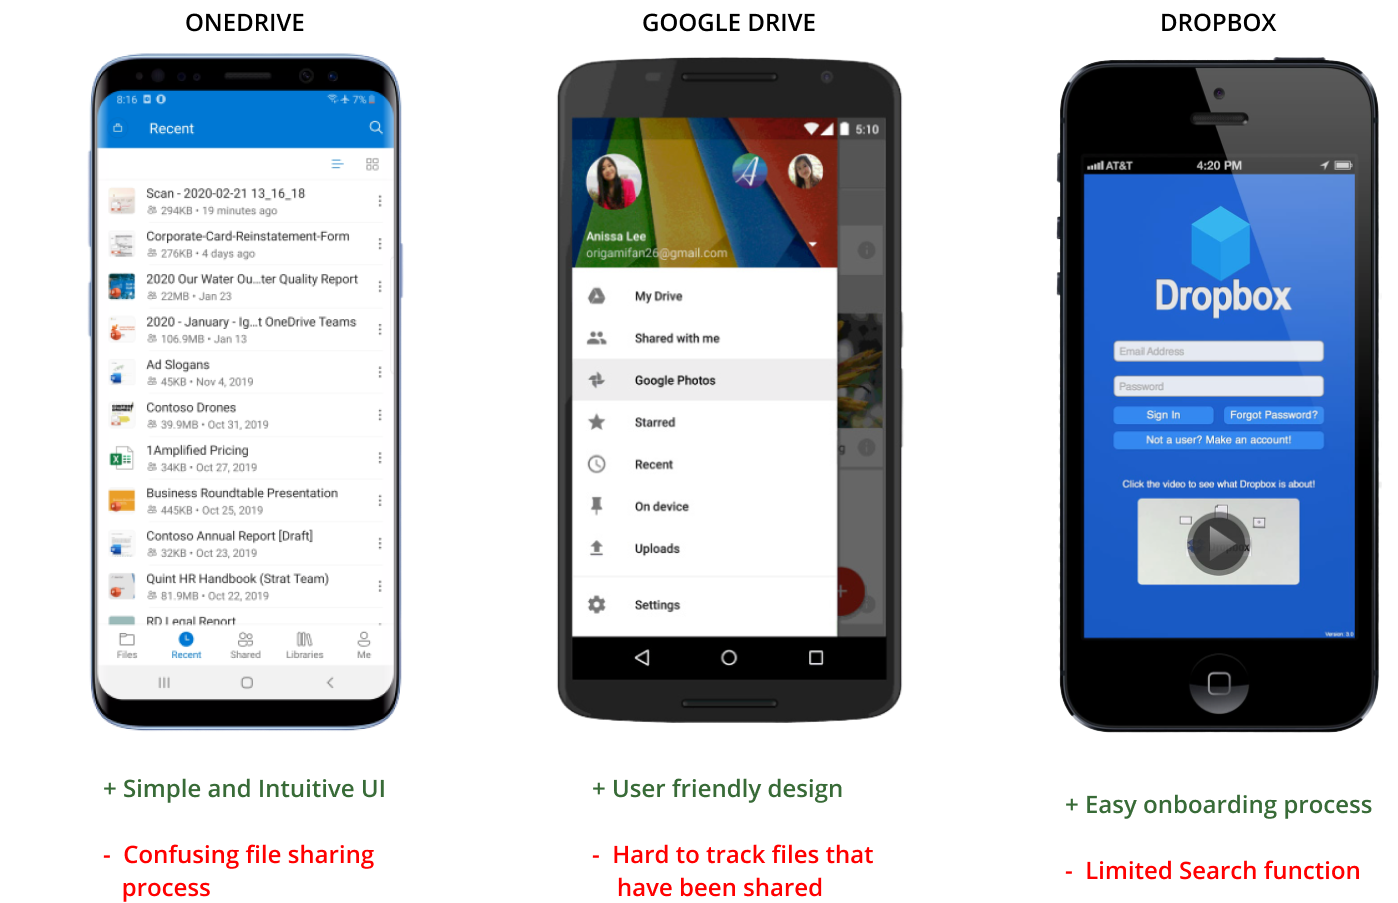 ONEDRIVE
8:16
7%
Recent
Scan - 2020-02-21 13_16_18
294KB • 19 minutes ago
Corporate-Card-Reinstatement-Form
276KB • 4 days ago
2020 Our Water Ou...ter Quality Report
22MB • Jan 23
2020 - January - Ig...t OneDrive Teams
106.9MB • Jan 13
Ad Slogans
45KB • Nov 4, 2019
Contoso Drones
39.9MB • Oct 31, 2019
1Amplified Pricing
34KB • Oct 27, 2019
Business Roundtable Presentation
445KB • Oct 25, 2019
Contoso Annual Report [Draft]
32KB • Oct 23, 2019
Quint HR Handbook (Strat Team)
81.9MB • Oct 22, 2019
RD Legal Report
Files Recent Shared Libraries Me
+ Simple and Intuitive UI
- Confusing file sharing
process
GOOGLE DRIVE
5:10
A
Anissa Lee
origamifan26@gmail.com
My Drive
Shared with me
Google Photos
g
Starred
Recent
On device
Uploads
Settings
+ User friendly design
- Hard to track files that
have been shared
DROPBOX
AT&T 4:20 PM
Dropbox
Email Address
Password
Sign In Forgot Password?
Not a user? Make an account!
Click the video to see what Dropbox is about!
Version: 3.0
+ Easy onboarding process
- Limited Search function